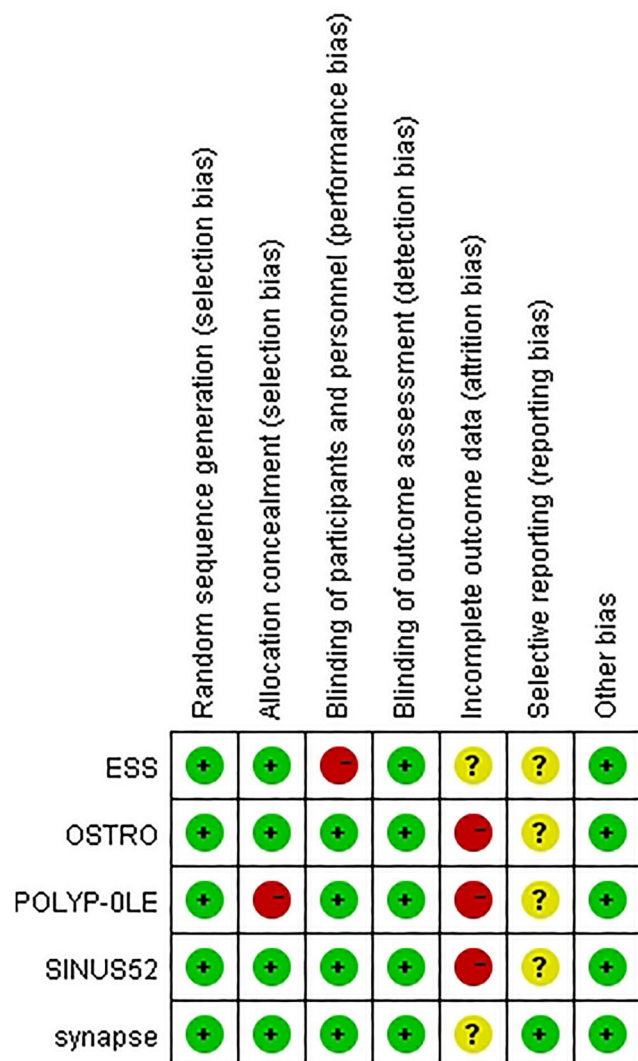 Random sequence generation (selection bias)
Allocation concealment (selection bias)
Blinding of participants and personnel (performance bias)
Blinding of outcome assessment (detection bias)
Incomplete outcome data (attrition bias)
Selective reporting (reporting bias)
Other bias
ESS + + - + ? ? +
OSTRO + + + + - ? +
POLYP-0LE + - + + - ? +
SINUS52 + + + + - ? +
synapse + + + + ? + +